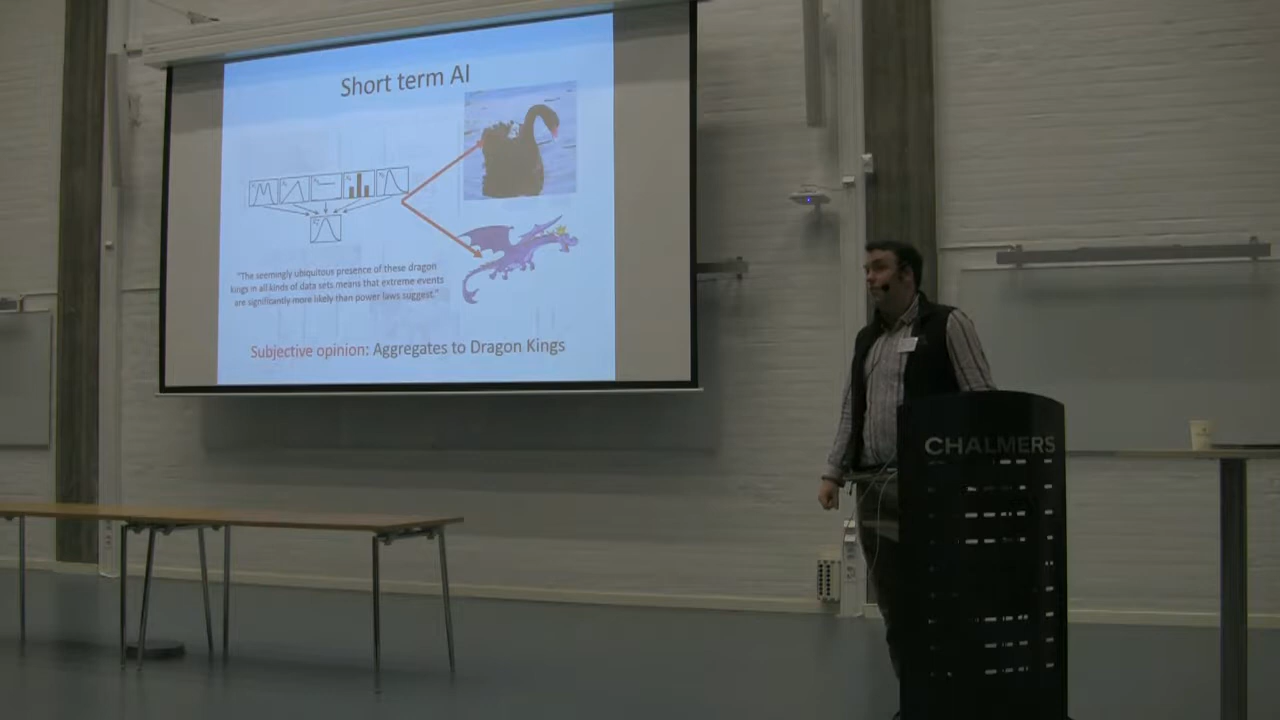 Short term AI
"The seemingly ubiquitous presence of these dragon
kings in all kinds of data sets means that extreme events
are significantly more likely than power laws suggest."
Subjective opinion: Aggregates to Dragon Kings
CHALMERS